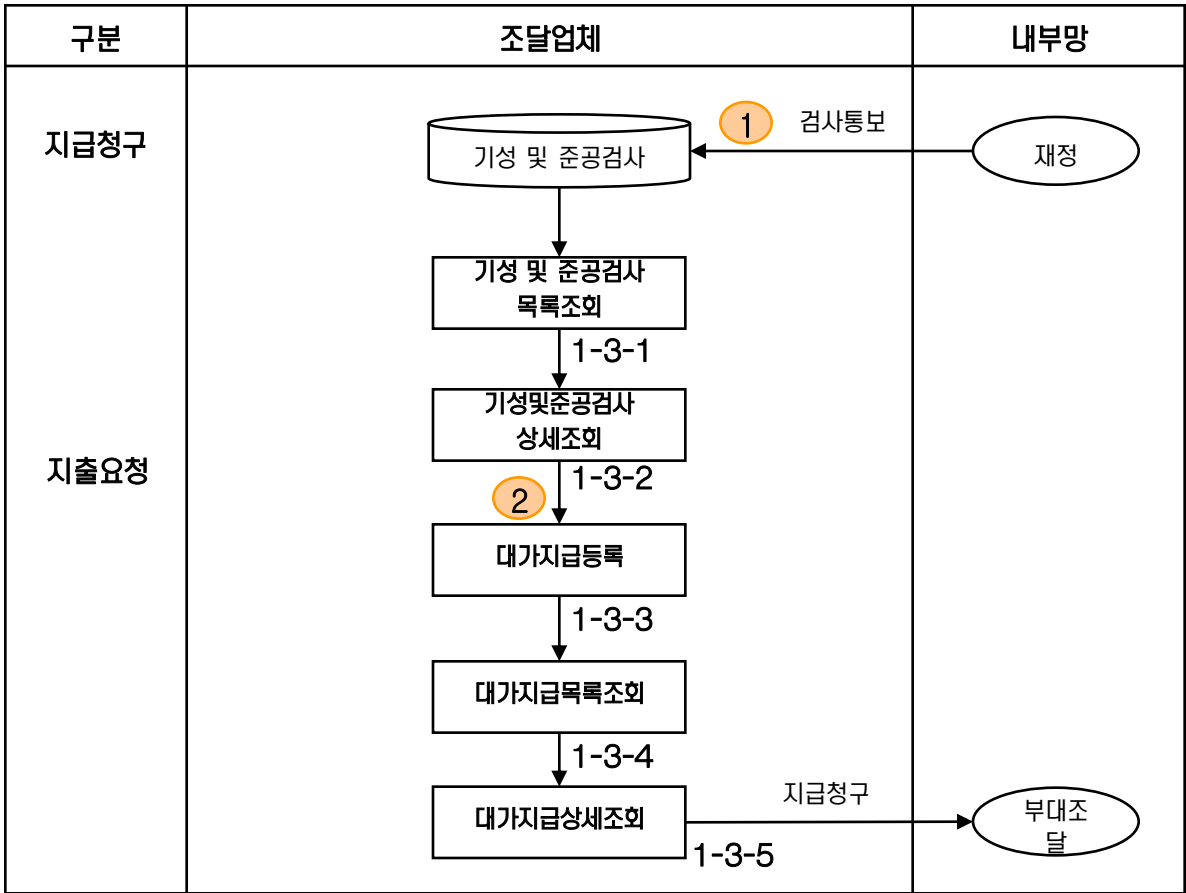 구분
조달업체
내부망
지급청구
1
검사통보
기성 및 준공검사
재정
기성 및 준공검사
목록조회
1-3-1
기성및준공검사
상세조회
지출요청
1-3-2
2
대가지급등록
1-3-3
대가지급목록조회
1-3-4
대가지급상세조회
지급청구
부대조
달
1-3-5